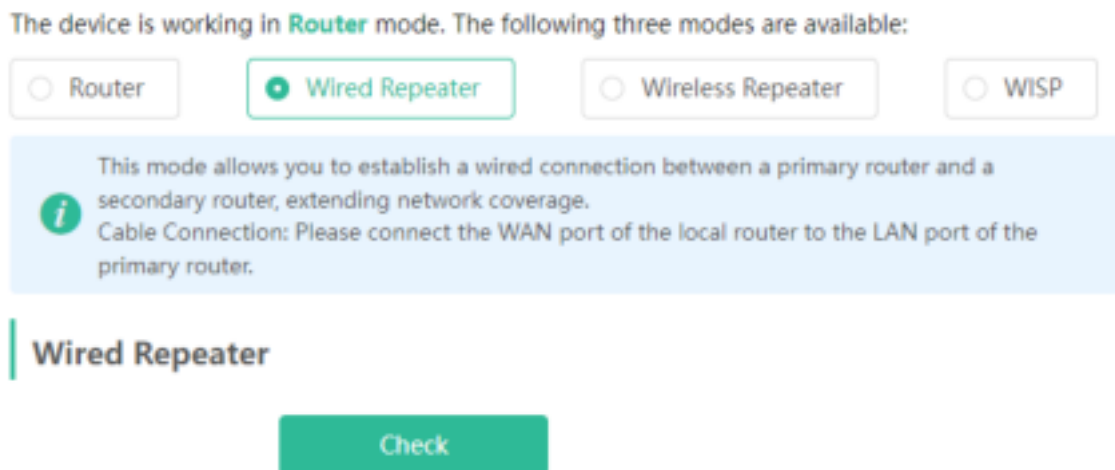 The device is working in Router mode. The following three modes are available:
Router Wired Repeater Wireless Repeater WISP
This mode allows you to establish a wired connection between a primary router and a
secondary router, extending network coverage.
Cable Connection: Please connect the WAN port of the local router to the LAN port of the
primary router.
Wired Repeater
Check